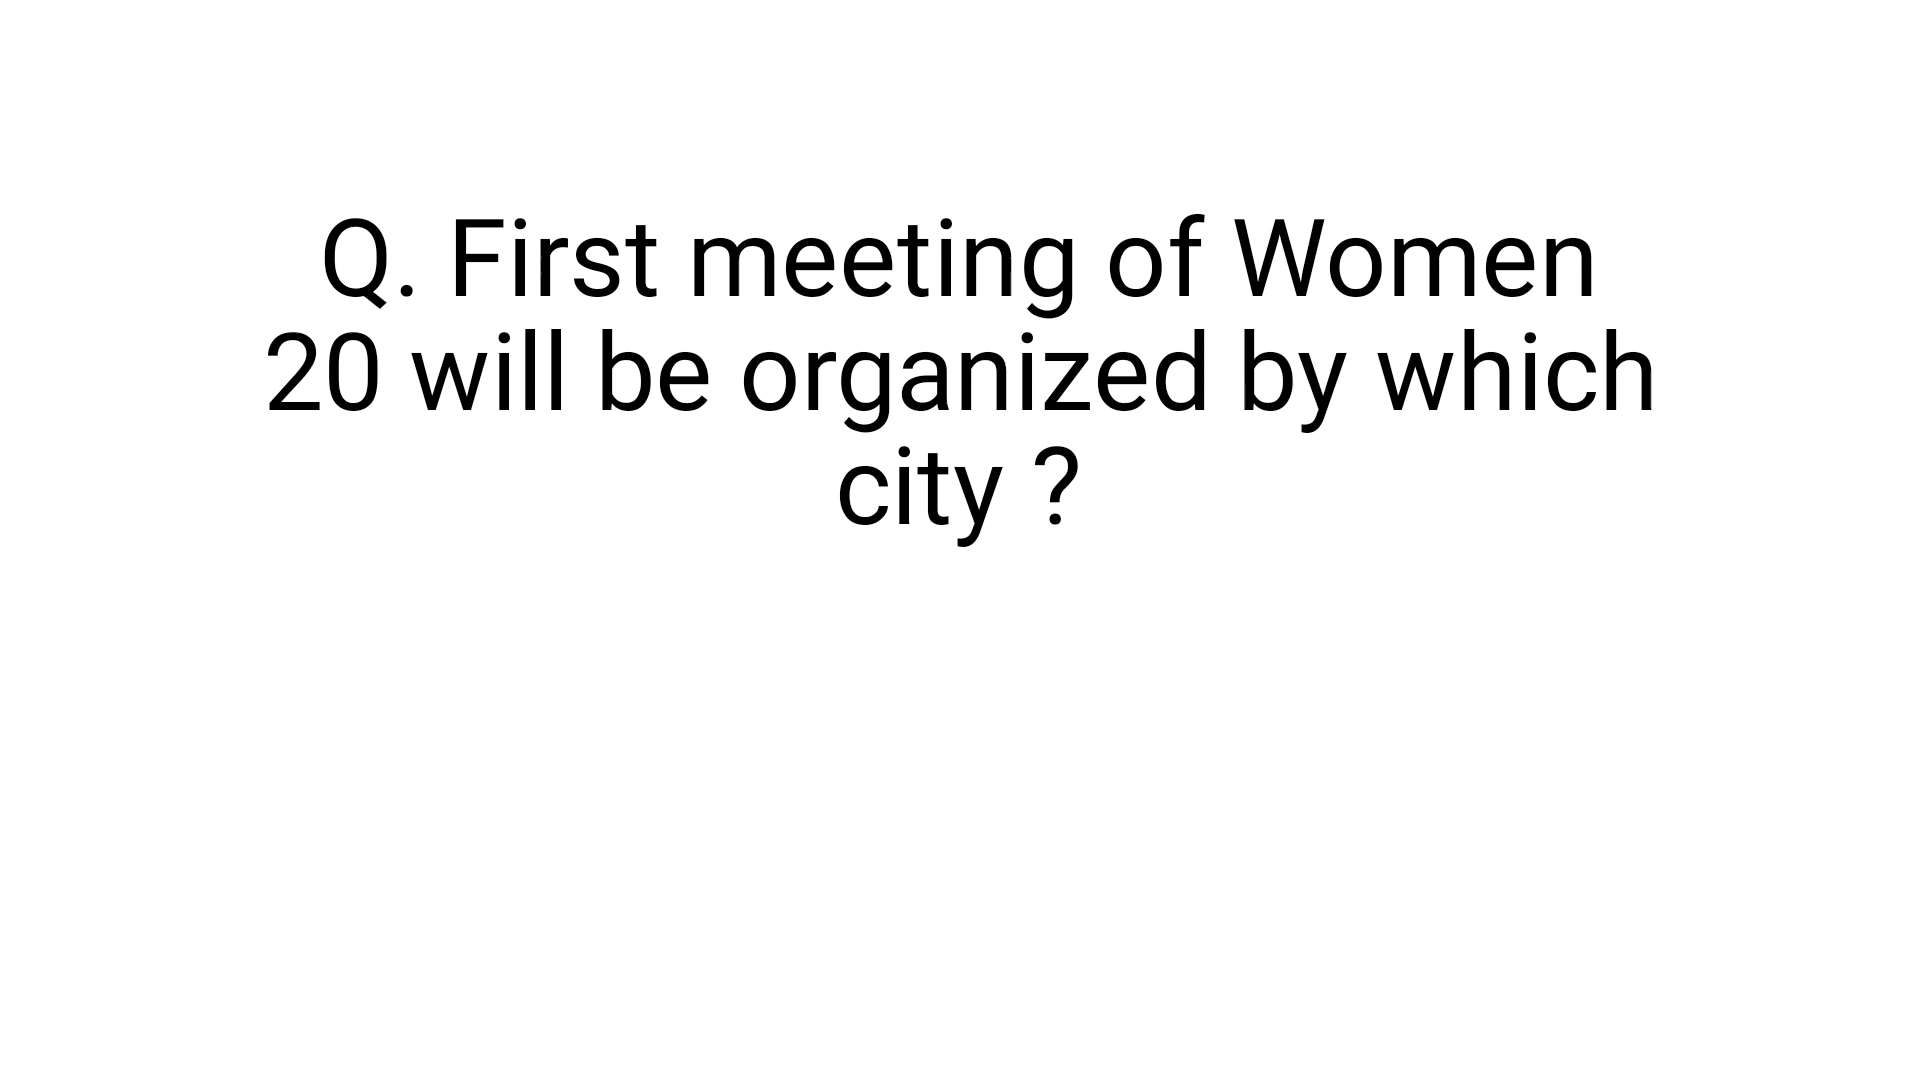 Q. First meeting of Women
20 will be organized by which
city ?